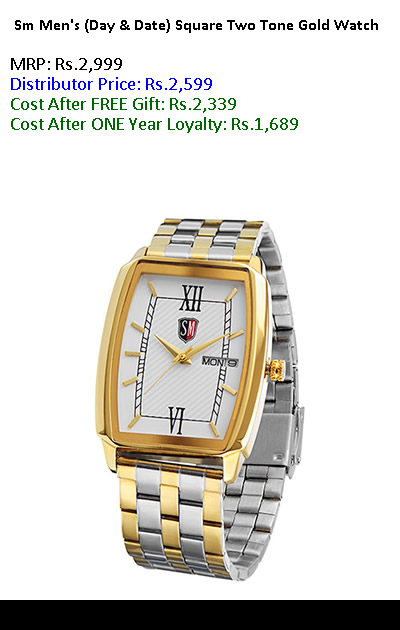 Sm Men's (Day & Date) Square Two Tone Gold Watch
MRP: Rs.2,999
Distributor Price: Rs.2,599
Cost After FREE Gift: Rs.2,339
Cost After ONE Year Loyalty: Rs.1,689
XII
SM
MON 9
VI